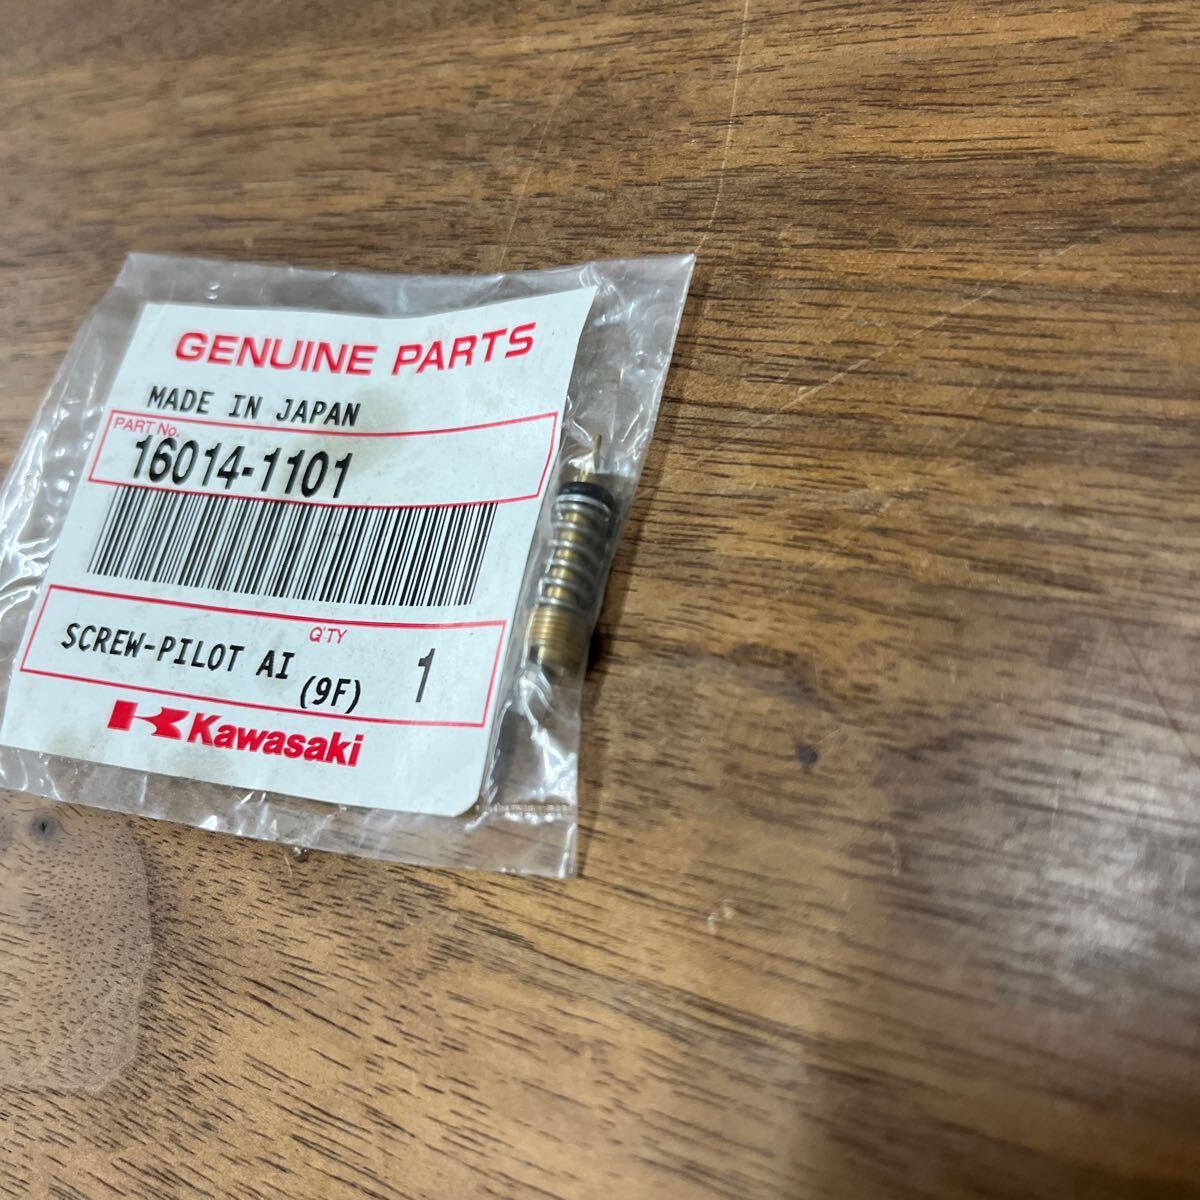 GENUINE PARTS
MADE IN JAPAN
PART No.
16014-1101
Q'TY
SCREW-PILOT AI 1
(9F)
Kawasaki